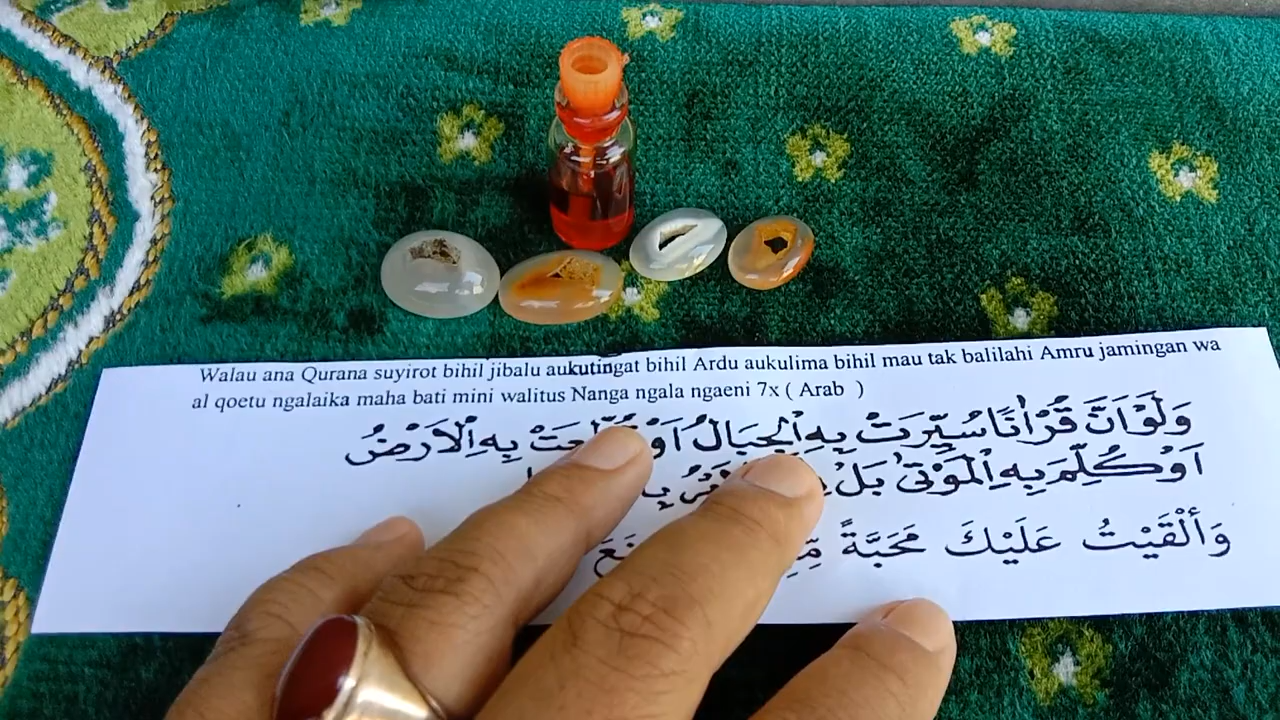 Walau ana Qurana suyirot bihil jibalu aukutingat bihil Ardu aukulima bihil mau tak balilahi Amru jamingan wa
al qoetu ngalaika maha bati mini walitus Nanga ngala ngaeni 7x ( Arab )
وَلَوْاَنَّ قُرْاٰنًا سُيِّرَتْ بِهِ الْجِبَالُ اَوْ بِهِ الْاَرْضُ
اَوْ كُلِّمَ بِهِ الْمَوْتٰى بَلْ
وَأَلْقَيْتُ عَلَيْكَ مَحَبَّةً